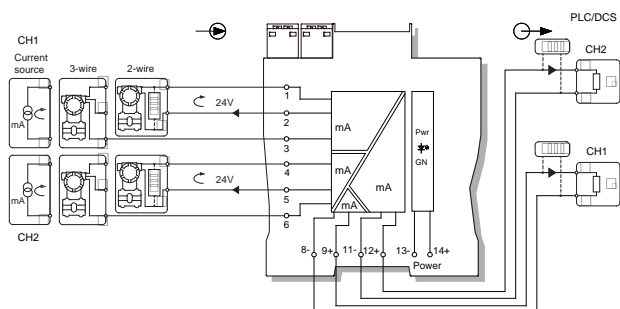 PLC/DCS
CH1
CH2
Current
source
3-wire
2-wire
mA
24V
1
2
3
4
5
6
24V
mA
CH2
mA
mA
mA
mA
Pwr
GN
8-
9+
11-
12+
13-
14+
Power
CH1